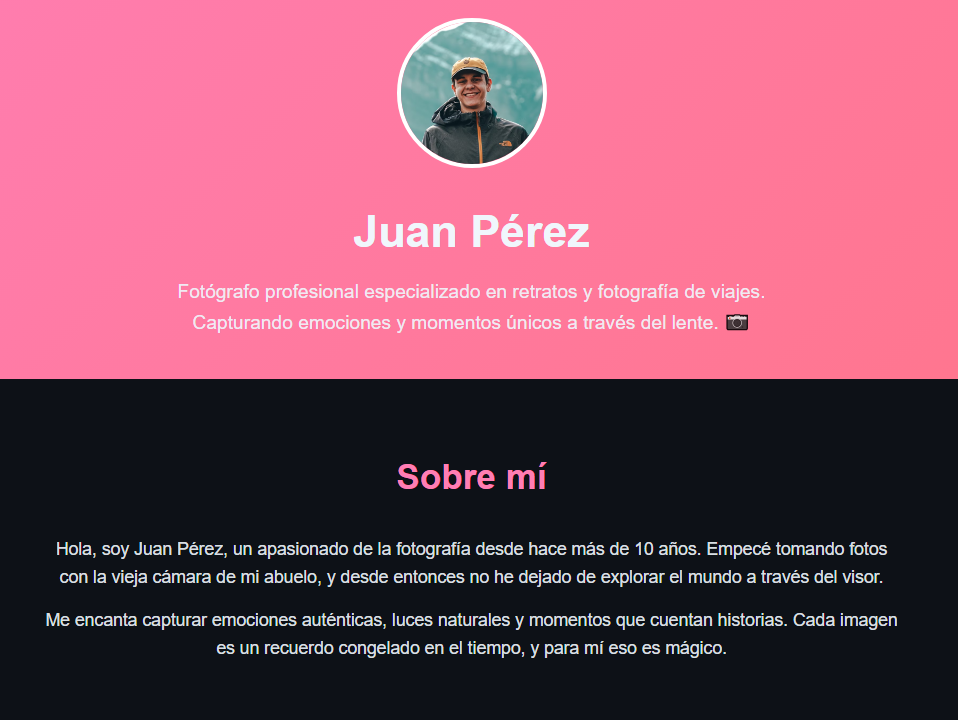 Juan Pérez
Fotógrafo profesional especializado en retratos y fotografía de viajes.
Capturando emociones y momentos únicos a través del lente. 📷
Sobre mí
Hola, soy Juan Pérez, un apasionado de la fotografía desde hace más de 10 años. Empecé tomando fotos
con la vieja cámara de mi abuelo, y desde entonces no he dejado de explorar el mundo a través del visor.
Me encanta capturar emociones auténticas, luces naturales y momentos que cuentan historias. Cada imagen
es un recuerdo congelado en el tiempo, y para mí eso es mágico.